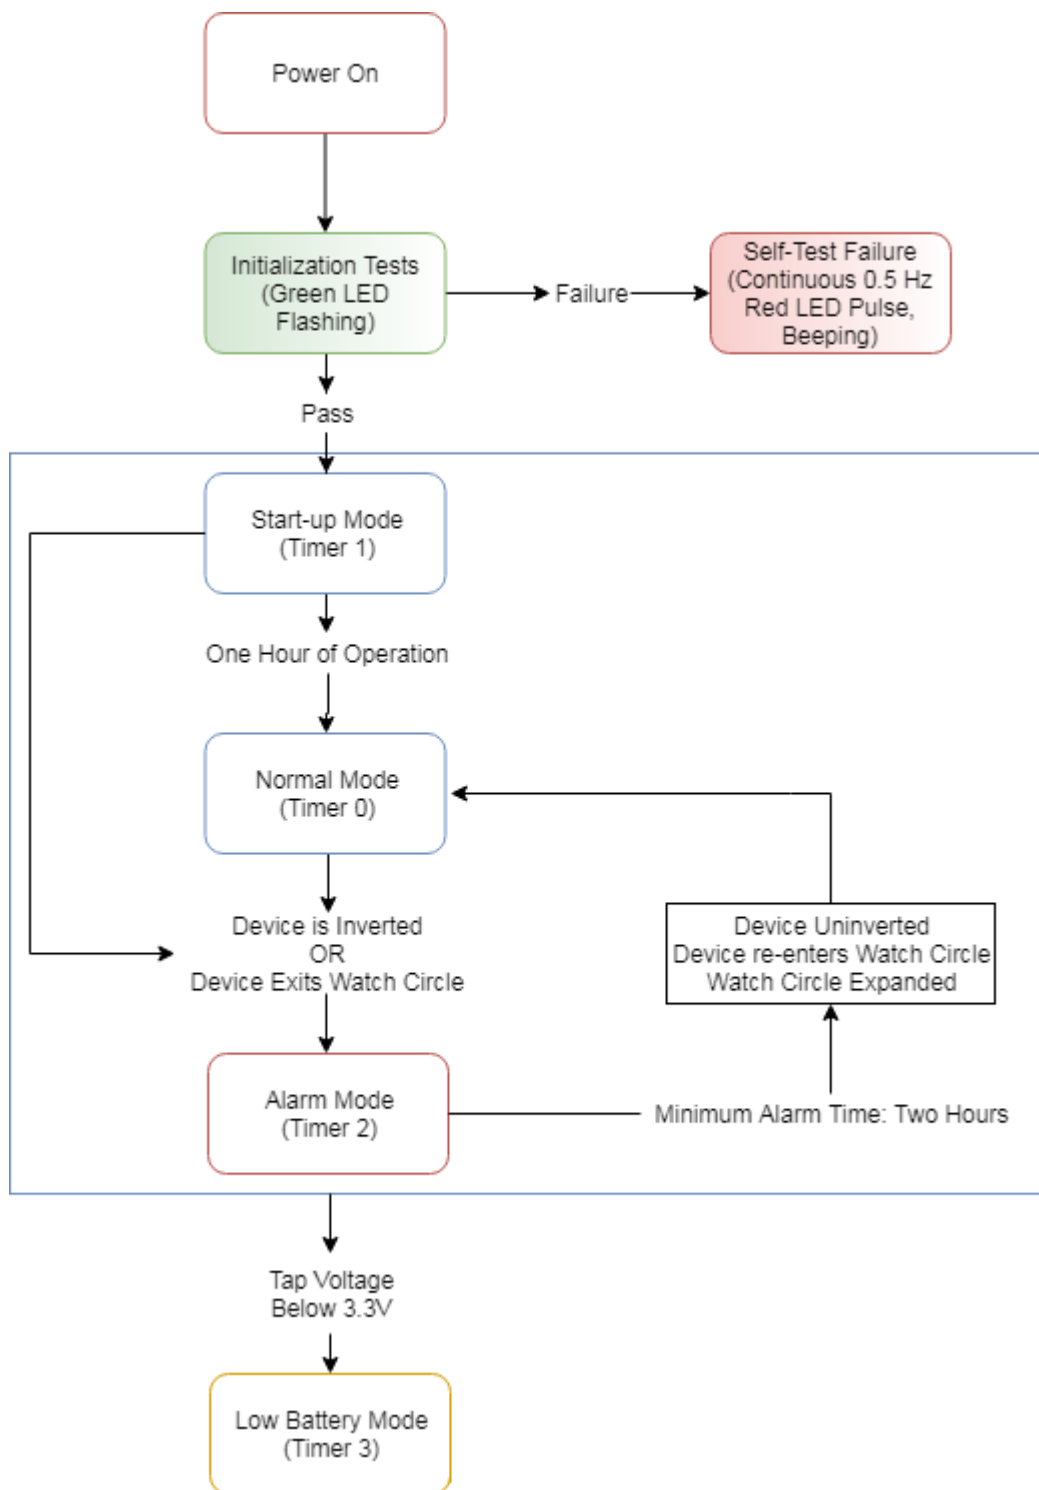 Power On
Initialization Tests
(Green LED
Flashing)
Failure
Self-Test Failure
(Continuous 0.5 Hz
Red LED Pulse,
Beeping)
Pass
Start-up Mode
(Timer 1)
One Hour of Operation
Normal Mode
(Timer 0)
Device is Inverted
OR
Device Exits Watch Circle
Device Uninverted
Device re-enters Watch Circle
Watch Circle Expanded
Alarm Mode
(Timer 2)
Minimum Alarm Time: Two Hours
Tap Voltage
Below 3.3V
Low Battery Mode
(Timer 3)